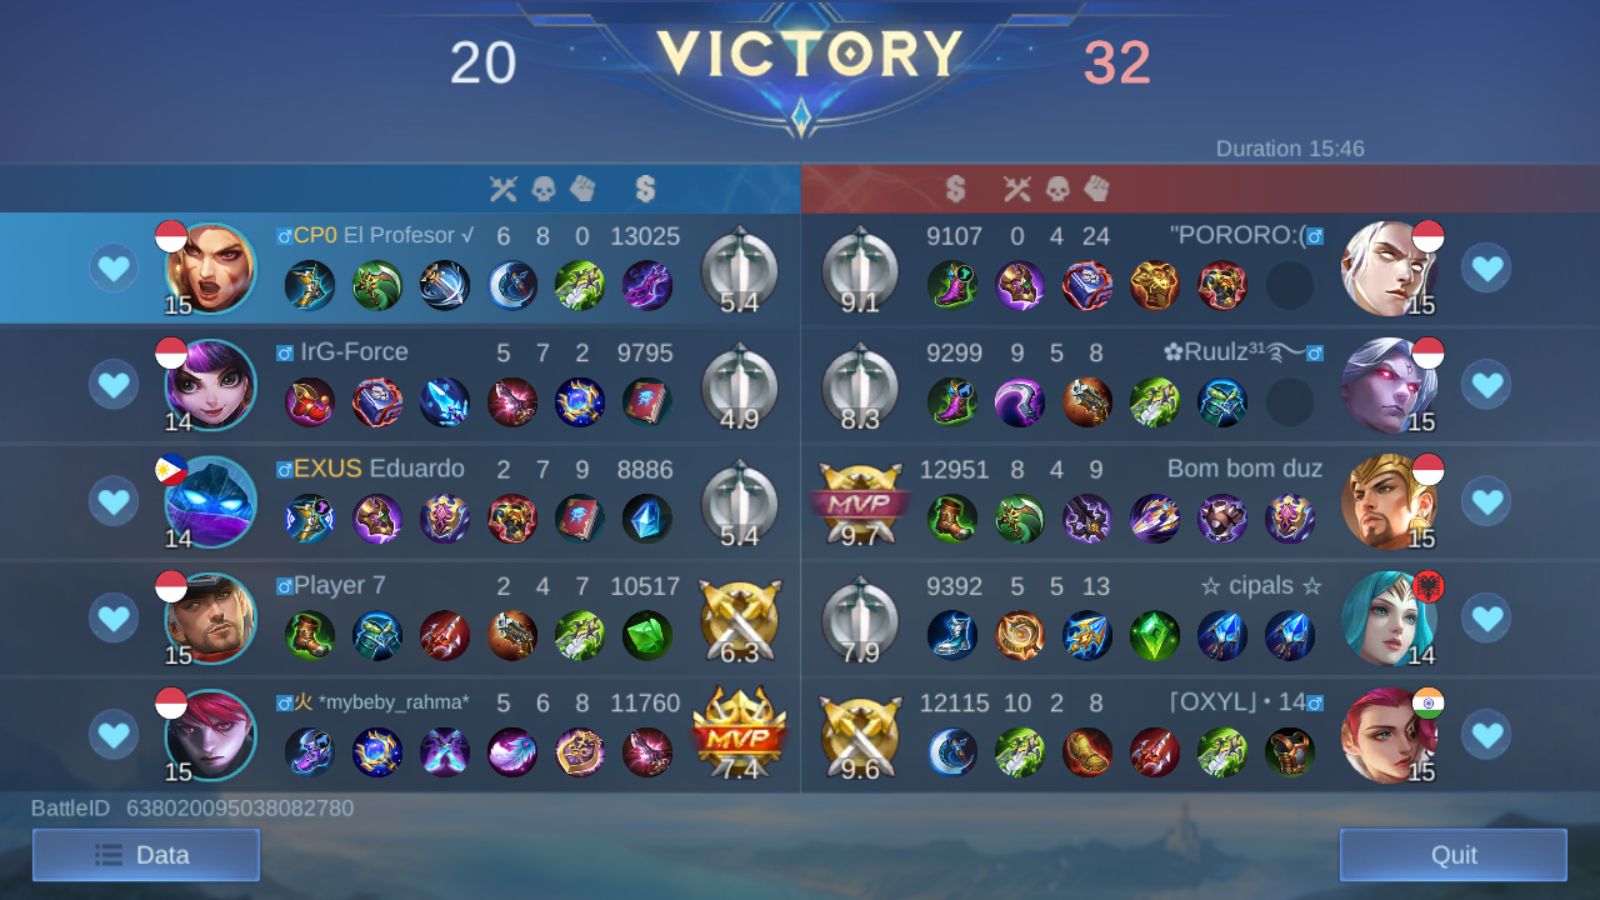 20 VICTORY 32
Duration 15:46
CP0 El Profesor √ 6 8 0 13025 5.4 15
9.1 9107 0 4 24 "PORORO:( 15
IrG-Force 5 7 2 9795 4.9 14
8.3 9299 9 5 8 ✿Ruulz³¹ 15
EXUS Eduardo 2 7 9 8886 5.4 14
MVP 9.7 12951 8 4 9 Bom bom duz 15
Player 7 2 4 7 10517 6.3 15
7.9 9392 5 5 13 ☆ cipals ☆ 14
火 *mybeby_rahma* 5 6 8 11760 MVP 7.4 15
9.6 12115 10 2 8 ｢OXYL｣ • 14 15
BattleID 638020095038082780
Data
Quit